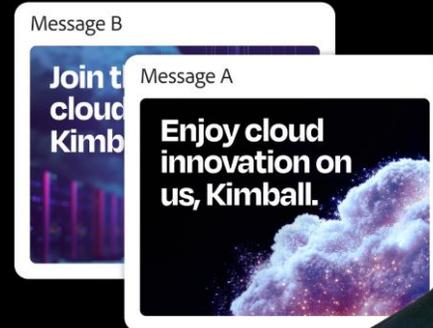 Message B
Join
cloud
Kimb
Message A
Enjoy cloud
innovation on
us, Kimball.